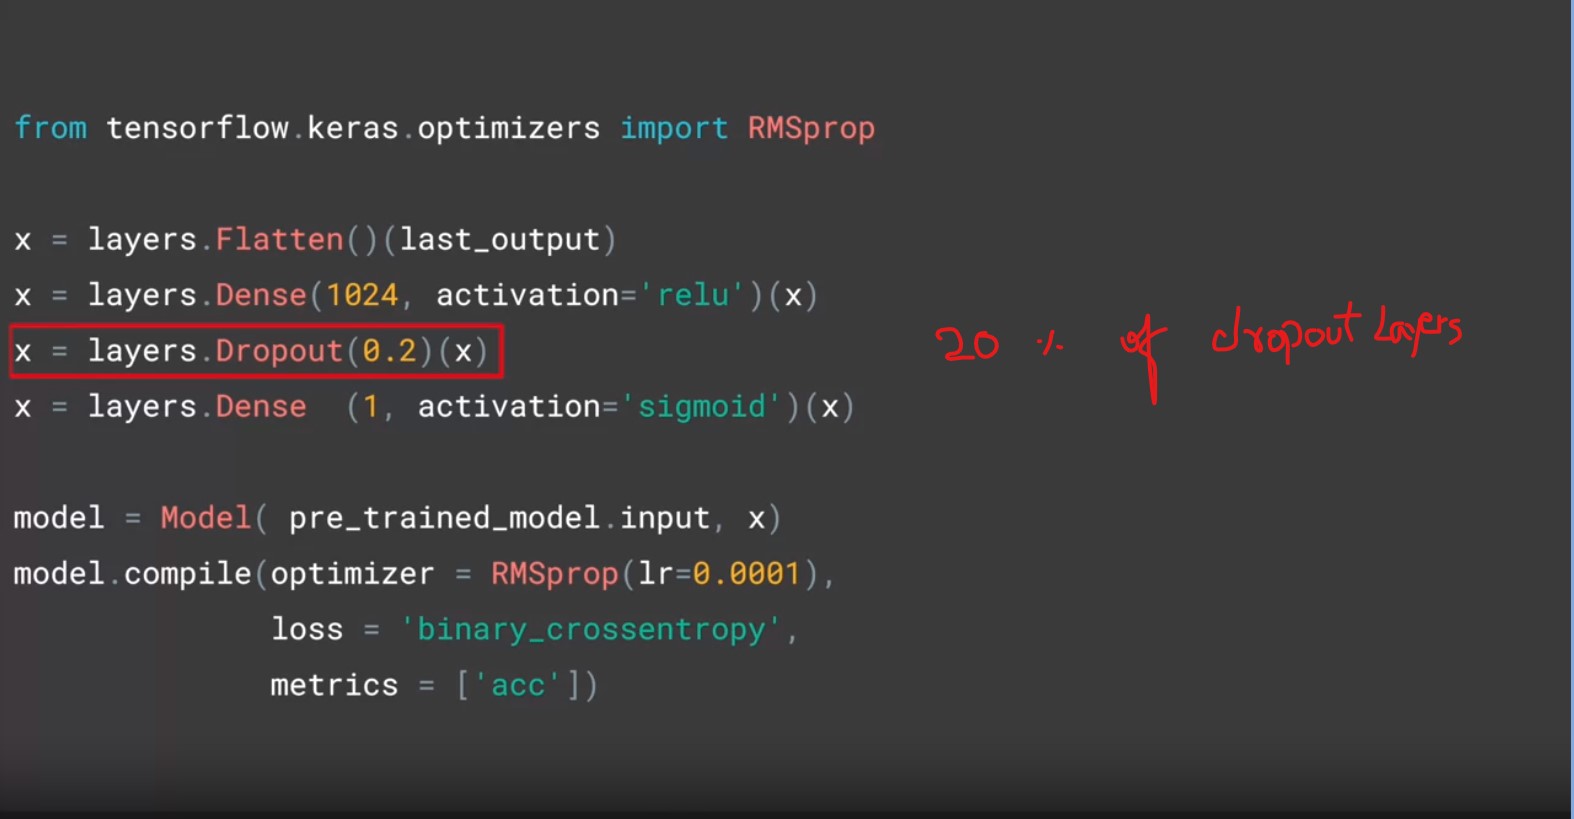 from tensorflow.keras.optimizers import RMSprop
x = layers.Flatten()(last_output)
x = layers.Dense(1024, activation='relu')(x)
x = layers.Dropout(0.2)(x)
20 % of dropout Layers
x = layers.Dense (1, activation='sigmoid')(x)
model = Model( pre_trained_model.input, x)
model.compile(optimizer = RMSprop(lr=0.0001),
loss = 'binary_crossentropy',
metrics = ['acc'])